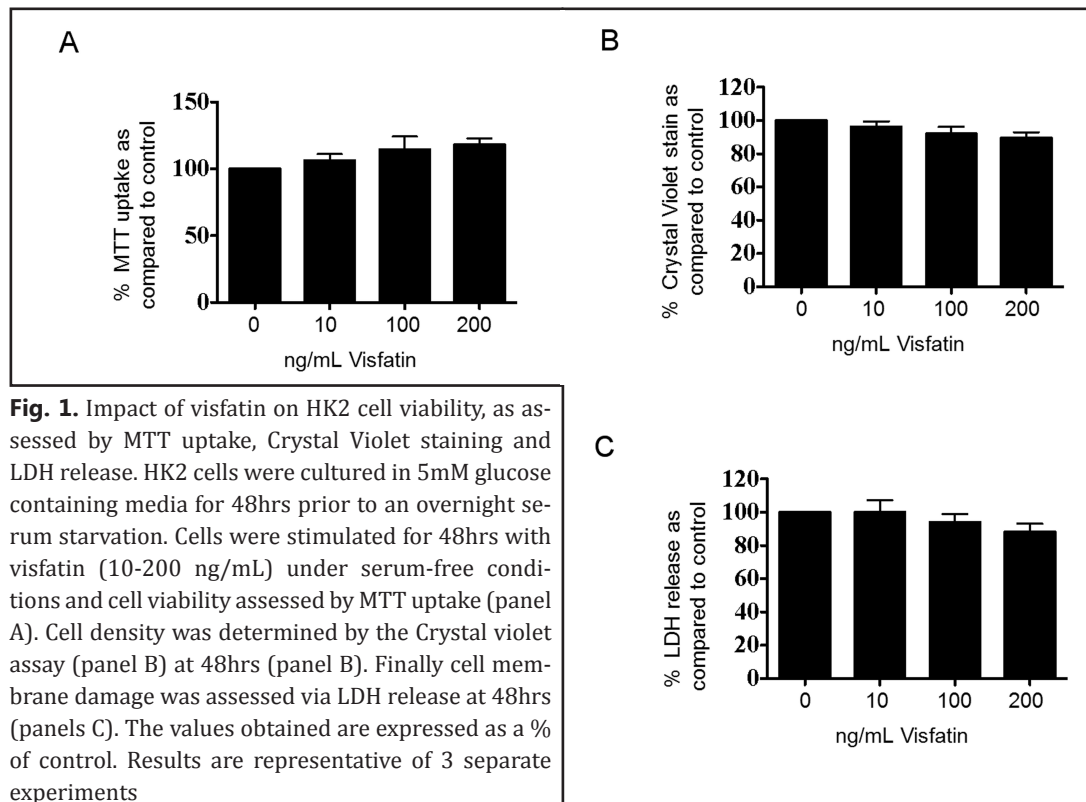 A
% MTT uptake as
compared to control
150
100
50
0
0 10 100 200
ng/mL Visfatin
B
% Crystal Violet stain as
compared to control
120
100
80
60
40
20
0
0 10 100 200
ng/mL Visfatin
Fig. 1. Impact of visfatin on HK2 cell viability, as as-
sessed by MTT uptake, Crystal Violet staining and
LDH release. HK2 cells were cultured in 5mM glucose
containing media for 48hrs prior to an overnight se-
rum starvation. Cells were stimulated for 48hrs with
visfatin (10-200 ng/mL) under serum-free condi-
tions and cell viability assessed by MTT uptake (panel
A). Cell density was determined by the Crystal violet
assay (panel B) at 48hrs (panel B). Finally cell mem-
brane damage was assessed via LDH release at 48hrs
(panels C). The values obtained are expressed as a %
of control. Results are representative of 3 separate
experiments
C
% LDH release as
compared to control
120
100
80
60
40
20
0
0 10 100 200
ng/mL Visfatin